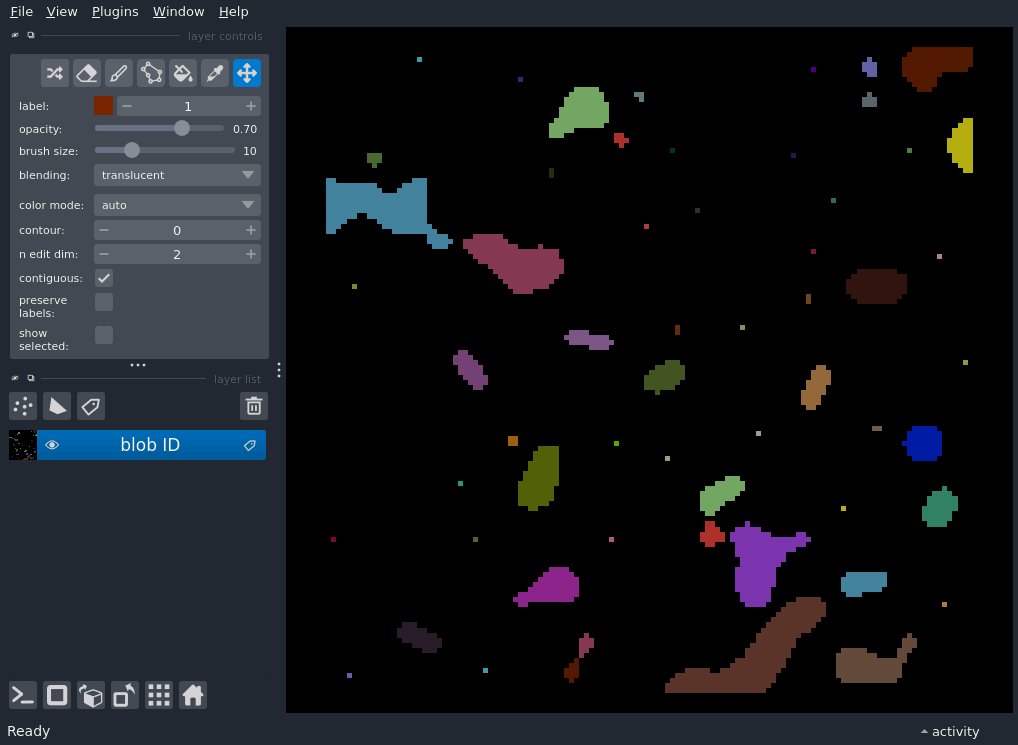 File View Plugins Window Help
layer controls
label: 1
opacity: 0.70
brush size: 10
blending: translucent
color mode: auto
contour: 0
n edit dim: 2
contiguous:
preserve
labels:
show
selected:
layer list
blob ID
Ready
activity